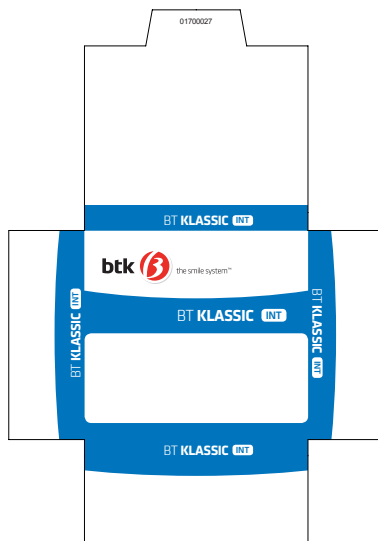 01700027
BT KLASSIC INT
btk
the smile system™
BT KLASSIC INT
BT KLASSIC INT
BT KLASSIC INT
BT KLASSIC INT